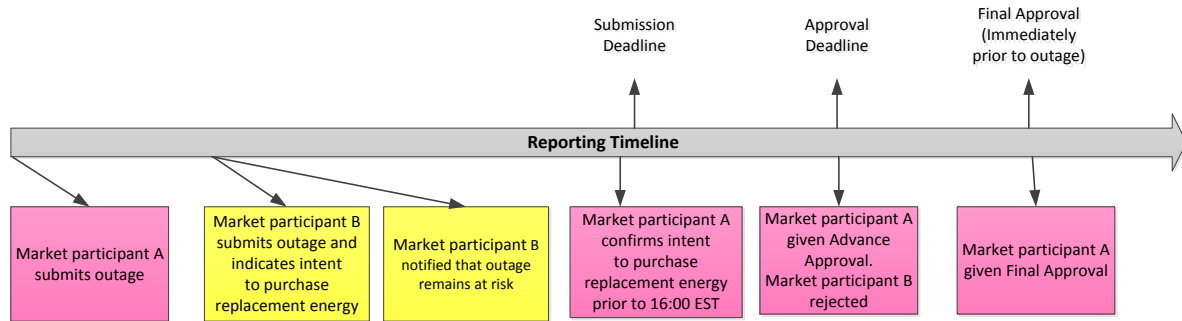 Submission
Deadline
Approval
Deadline
Final Approval
(Immediately
prior to outage)
Reporting Timeline
Market participant A
submits outage
Market participant B
submits outage and
indicates intent
to purchase
replacement energy
Market participant B
notified that outage
remains at risk
Market participant A
confirms intent
to purchase
replacement energy
prior to 16:00 EST
Market participant A
given Advance
Approval.
Market participant B
rejected
Market participant A
given Final Approval